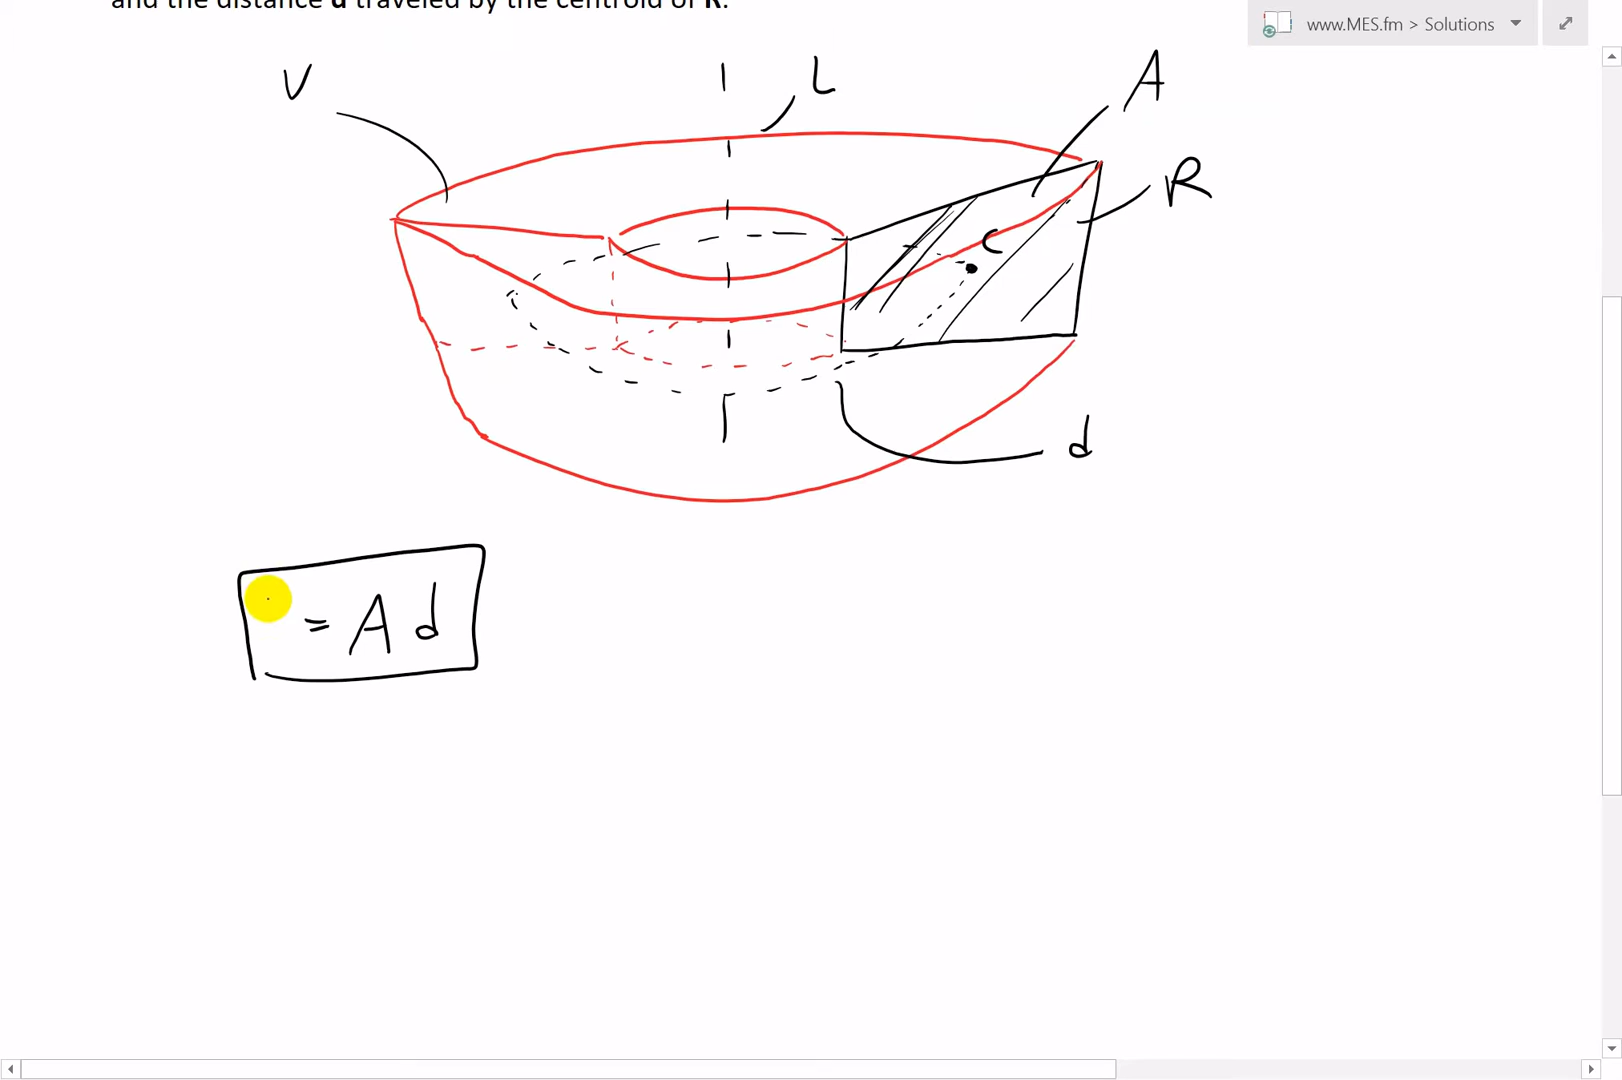 and the distance d traveled by the centroid of R.
www.MES.fm > Solutions
V
L
A
R
C
d
= A d